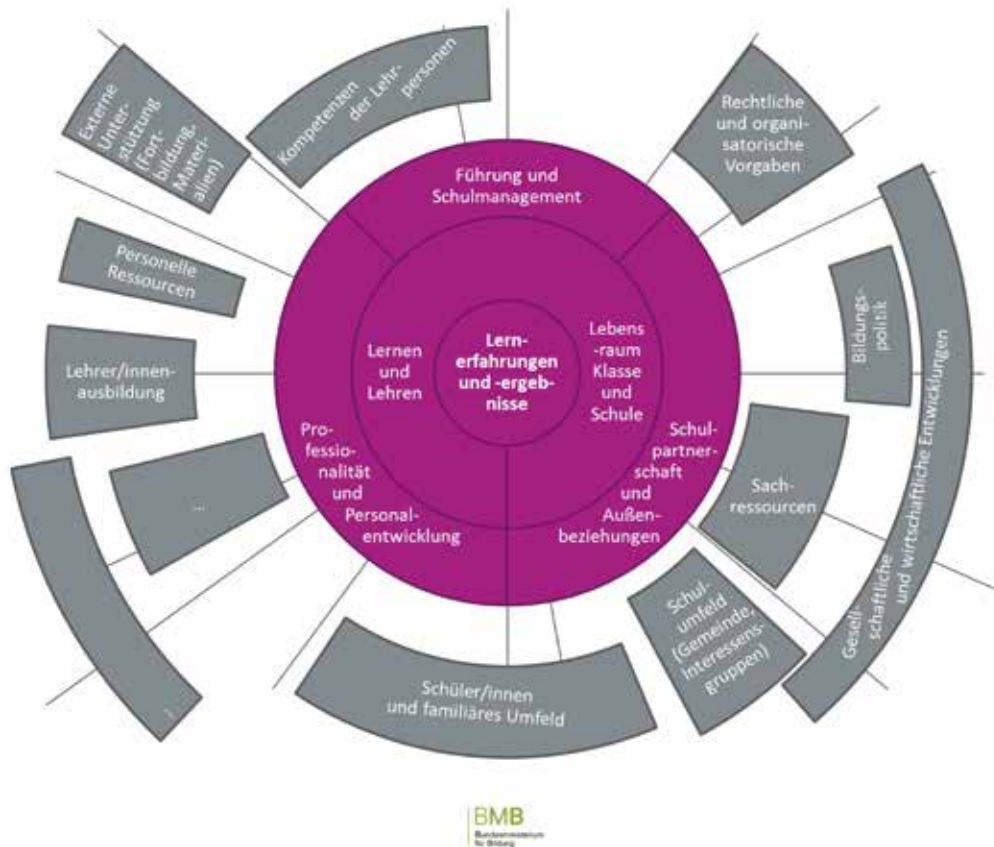 Externe
Unter-
stützung
(Fort-
bildung,
Materi-
alien)
Kompetenzen
der Lehr-
personen
Rechtliche
und organi-
satorische
Vorgaben
Führung und
Schulmanagement
Personelle
Ressourcen
Bildungs-
politik
Lehrer/innen-
ausbildung
Lernen
und
Lehren
Lern-
erfahrungen
und -ergeb-
nisse
Lebens
-raum
Klasse
und
Schule
Gesell-
schaftliche
und wirtschaftliche Entwicklungen
...
Pro-
fessio-
nalität
und
Personal-
entwicklung
Schul-
partner-
schaft
und
Außen-
beziehungen
Sach-
ressourcen
...
Schul-
umfeld
(Gemeinde,
Interessens-
gruppen)
Schüler/innen
und familiäres Umfeld
BMB
Bundesministerium
für Bildung